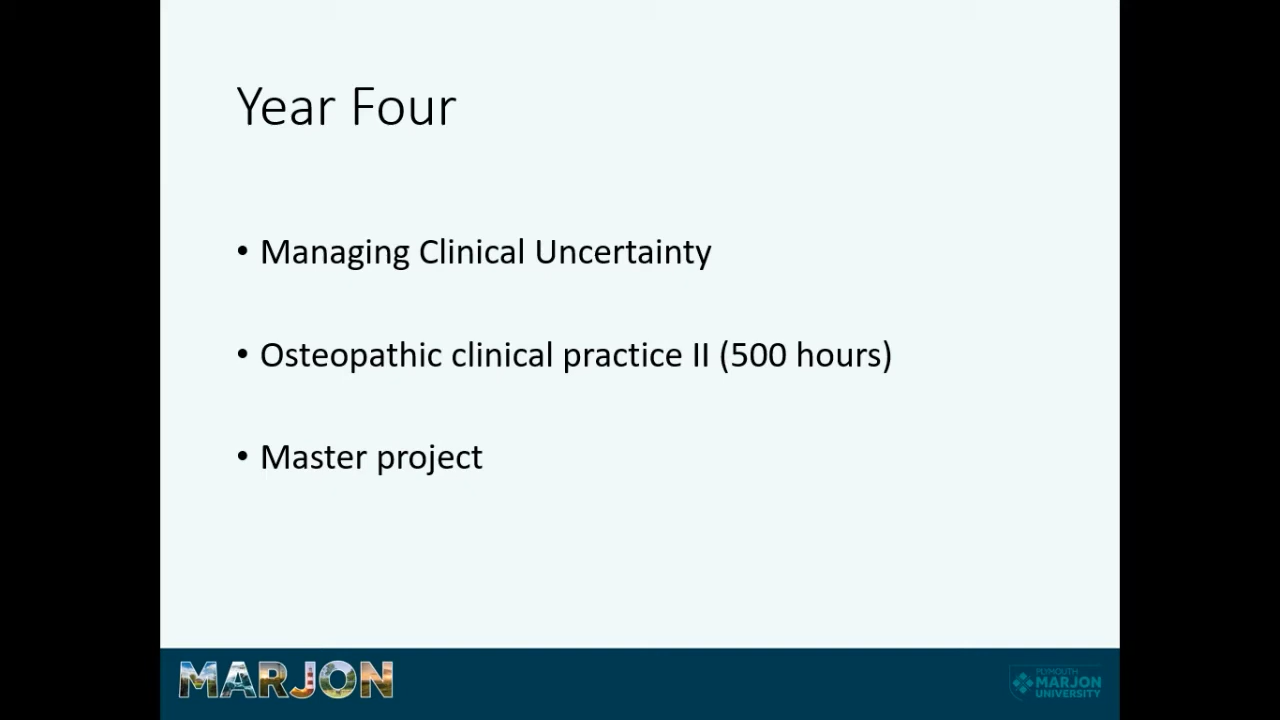 Year Four
• Managing Clinical Uncertainty
• Osteopathic clinical practice II (500 hours)
• Master project
MARJON
PLYMOUTH
MARJON
UNIVERSITY